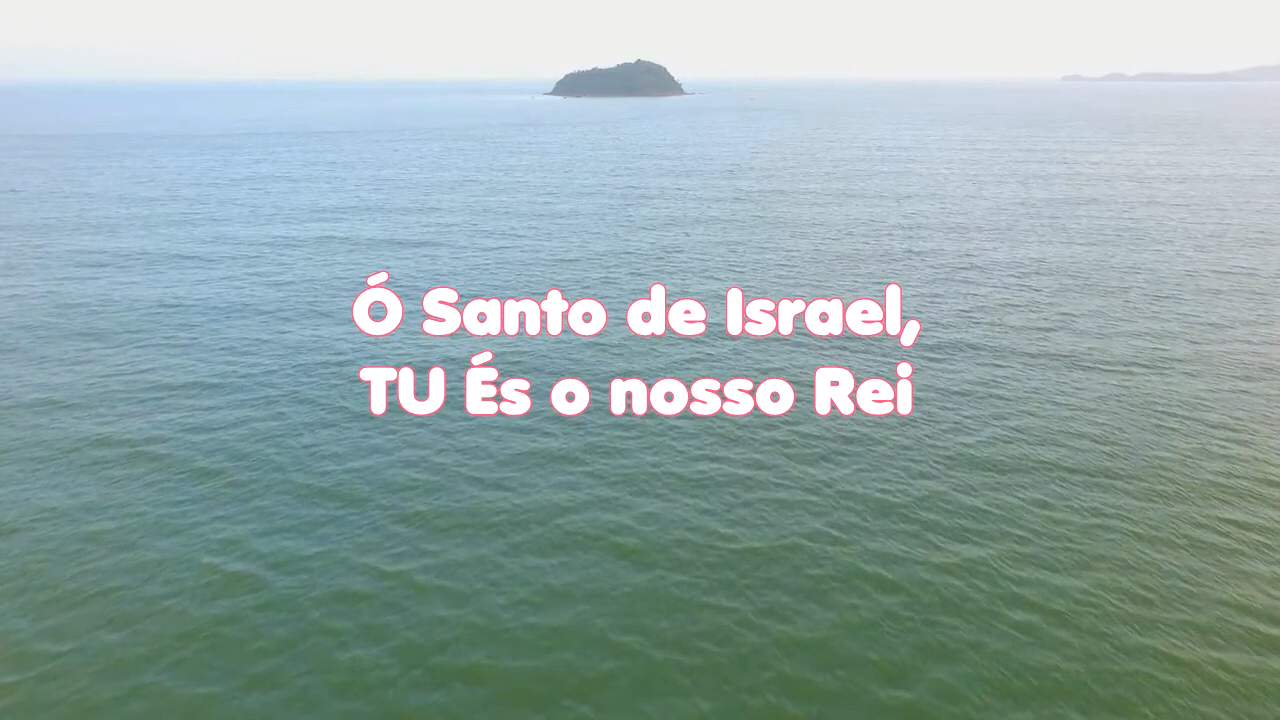 Ó Santo de Israel,
TU És o nosso Rei